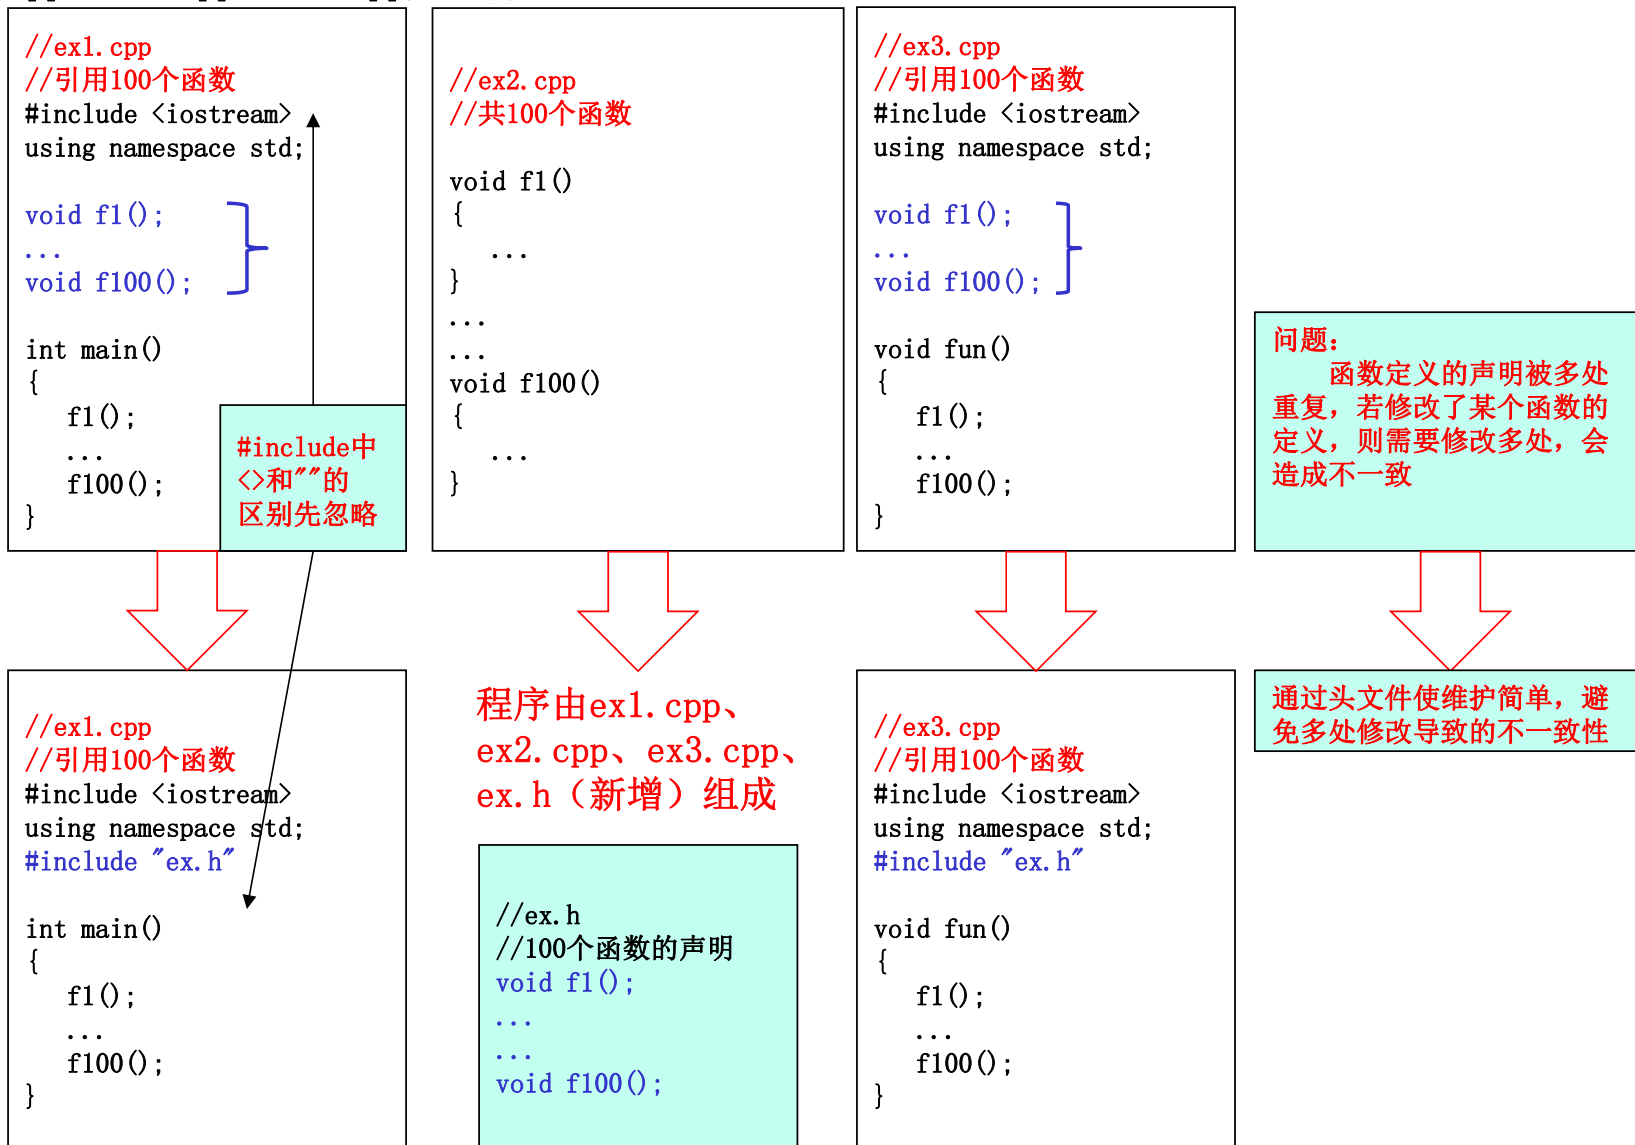 //ex1.cpp
//引用100个函数
#include <iostream>
using namespace std;
void f1();
...
void f100();
int main()
{
f1();
...
f100();
}
#include中
<>和""的
区别先忽略
//ex2.cpp
//共100个函数
void f1()
{
...
}
...
...
void f100()
{
...
}
//ex3.cpp
//引用100个函数
#include <iostream>
using namespace std;
void f1();
...
void f100();
void fun()
{
f1();
...
f100();
}
问题:
函数定义的声明被多处
重复,若修改了某个函数的
定义,则需要修改多处,会
造成不一致
//ex1.cpp
//引用100个函数
#include <iostream>
using namespace std;
#include "ex.h"
int main()
{
f1();
...
f100();
}
程序由ex1.cpp、
ex2.cpp、ex3.cpp、
ex.h(新增)组成
//ex.h
//100个函数的声明
void f1();
...
...
void f100();
//ex3.cpp
//引用100个函数
#include <iostream>
using namespace std;
#include "ex.h"
void fun()
{
f1();
...
f100();
}
通过头文件使维护简单,避
免多处修改导致的不一致性